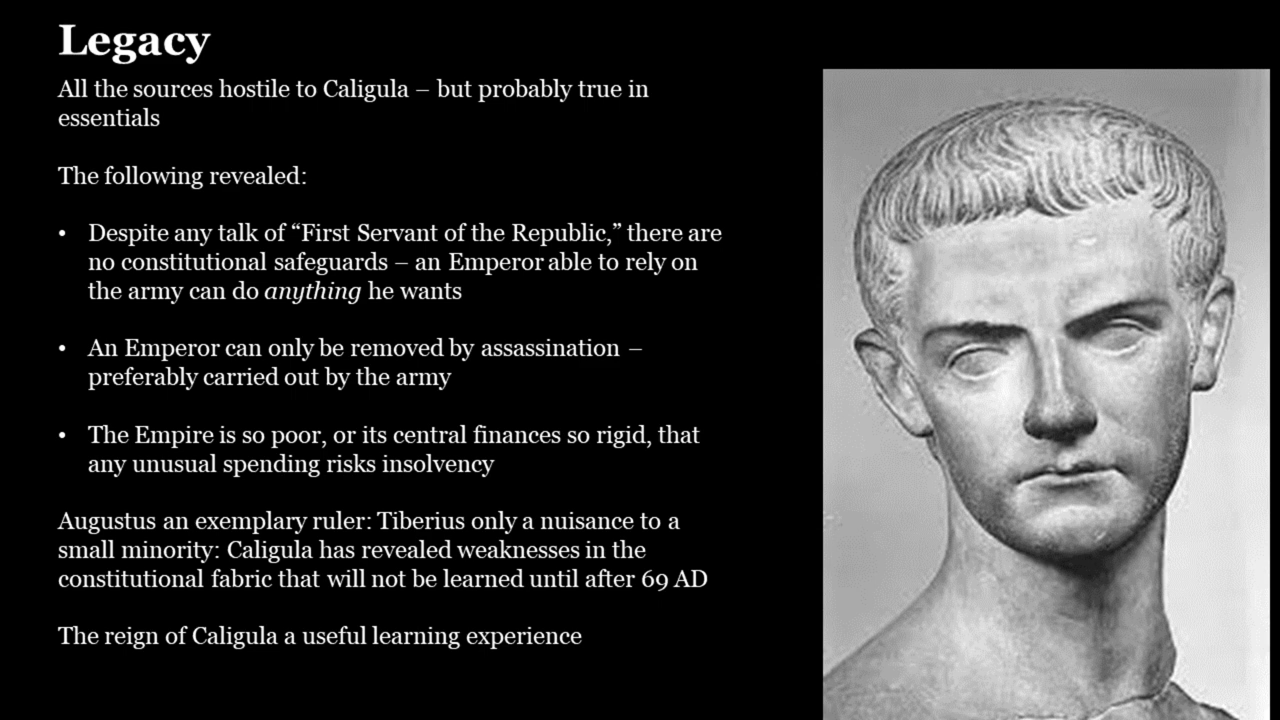 Legacy
All the sources hostile to Caligula – but probably true in
essentials
The following revealed:
• Despite any talk of “First Servant of the Republic,” there are
no constitutional safeguards – an Emperor able to rely on
the army can do anything he wants
• An Emperor can only be removed by assassination –
preferably carried out by the army
• The Empire is so poor, or its central finances so rigid, that
any unusual spending risks insolvency
Augustus an exemplary ruler: Tiberius only a nuisance to a
small minority: Caligula has revealed weaknesses in the
constitutional fabric that will not be learned until after 69 AD
The reign of Caligula a useful learning experience